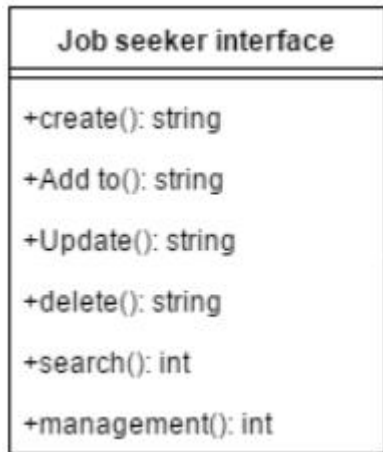 Job seeker interface
+create(): string
+Add to(): string
+Update(): string
+delete(): string
+search(): int
+management(): int